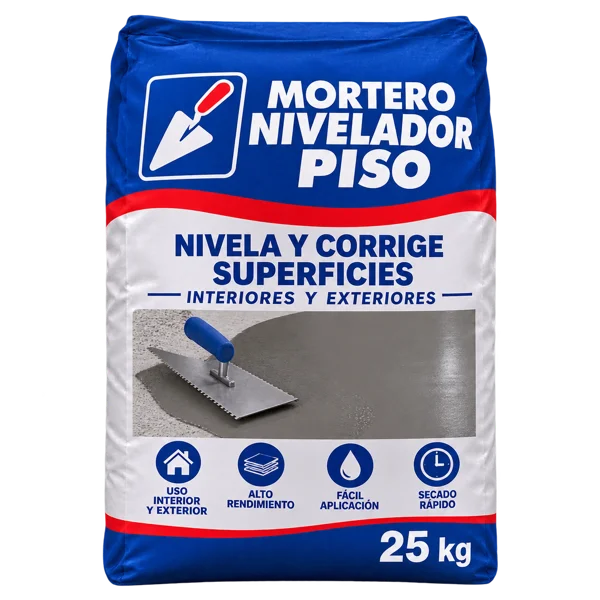 MORTERO
NIVELADOR
PISO
NIVELA Y CORRIGE
SUPERFICIES
INTERIORES Y EXTERIORES
USO
INTERIOR
Y EXTERIOR
ALTO
RENDIMIENTO
FÁCIL
APLICACIÓN
SECADO
RÁPIDO
25 kg